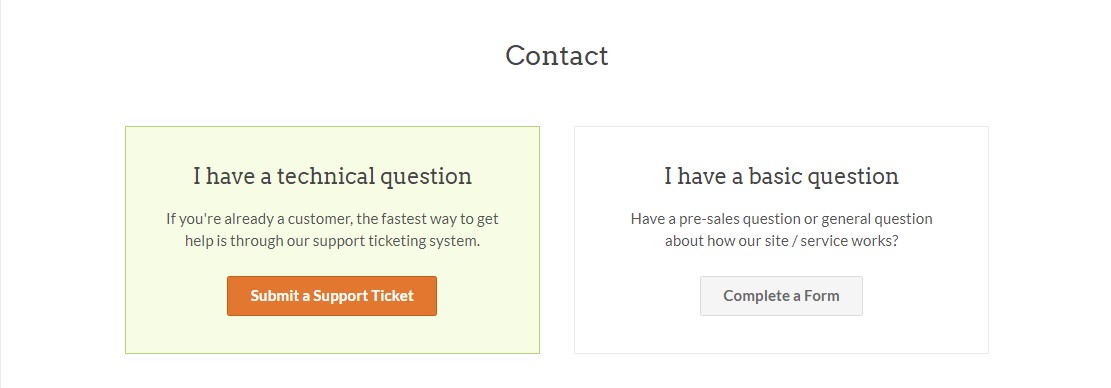 Contact
I have a technical question
If you're already a customer, the fastest way to get
help is through our support ticketing system.
Submit a Support Ticket
I have a basic question
Have a pre-sales question or general question
about how our site / service works?
Complete a Form